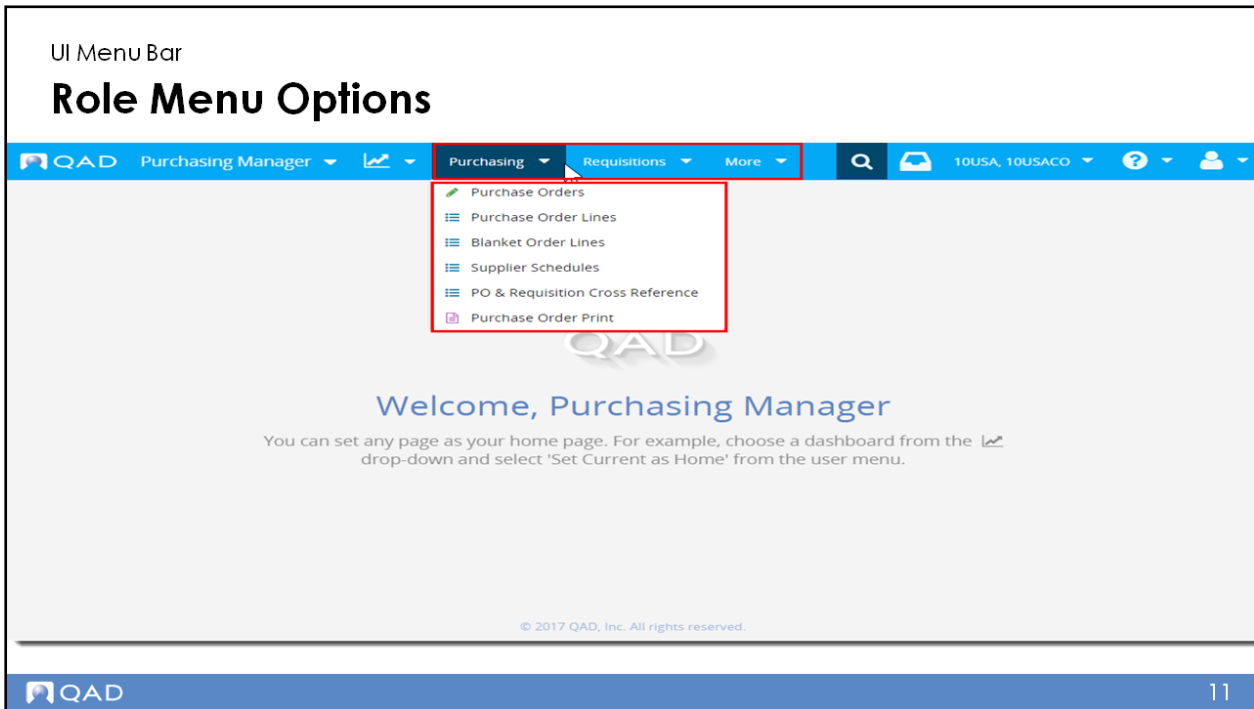 UI Menu Bar
Role Menu Options
QAD Purchasing Manager Purchasing Requisitions More 10USA, 10USACO ?
Purchase Orders
Purchase Order Lines
Blanket Order Lines
Supplier Schedules
PO & Requisition Cross Reference
Purchase Order Print
QAD
Welcome, Purchasing Manager
You can set any page as your home page. For example, choose a dashboard from the
drop-down and select 'Set Current as Home' from the user menu.
© 2017 QAD, Inc. All rights reserved.
QAD 11